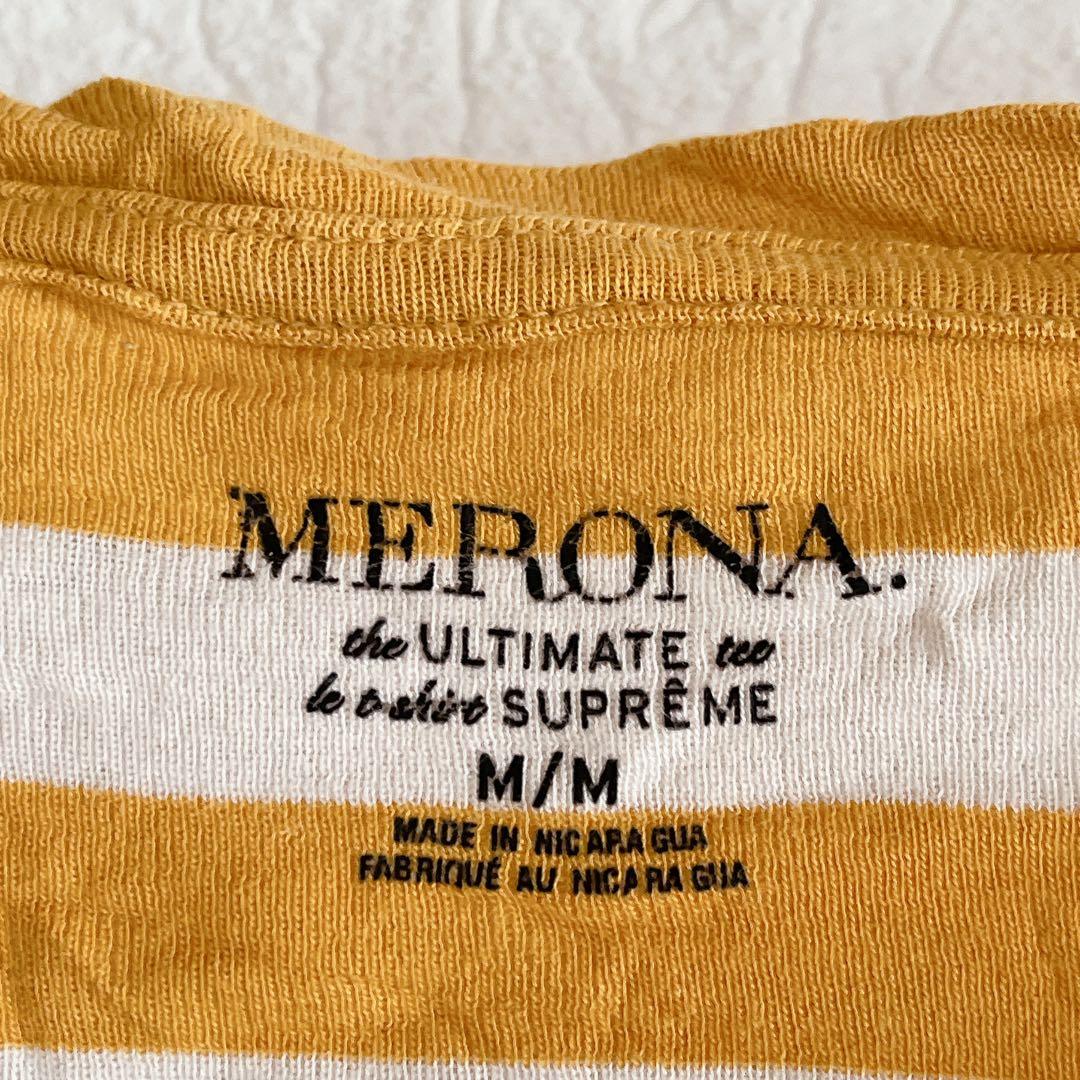 MERONA.
the ULTIMATE tee
le t-shirt SUPRÊME
M/M
MADE IN NICARAGUA
FABRIQUÉ AU NICARAGUA